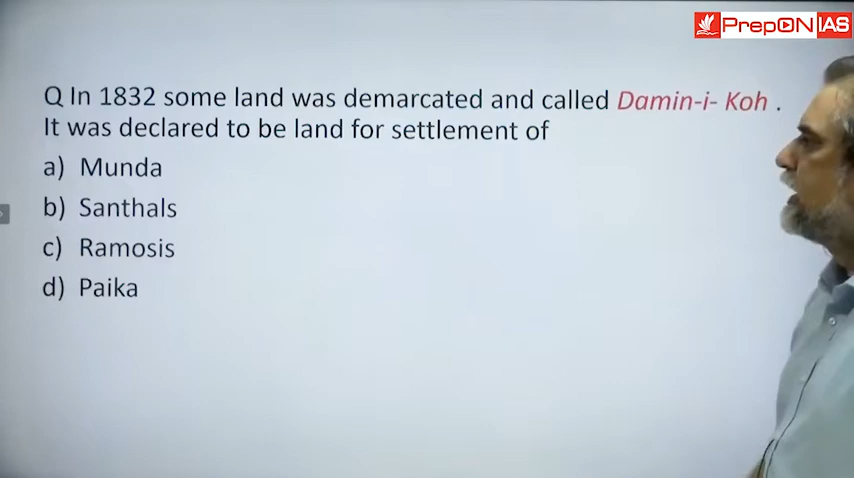 PrepON IAS
Q In 1832 some land was demarcated and called Damin-i- Koh .
It was declared to be land for settlement of
a) Munda
b) Santhals
c) Ramosis
d) Paika